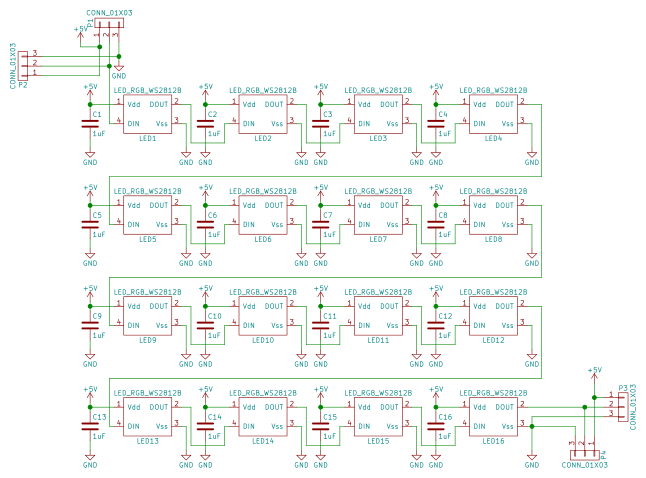 CONN_01X03
P1
+5V
1 2 3
GND
CONN_01X03
3
2
1
P2
+5V LED_RGB_WS2812B +5V LED_RGB_WS2812B +5V LED_RGB_WS2812B +5V LED_RGB_WS2812B
1 Vdd DOUT 2 1 Vdd DOUT 2 1 Vdd DOUT 2 1 Vdd DOUT 2
C1 C2 C3 C4
4 DIN Vss 3 4 DIN Vss 3 4 DIN Vss 3 4 DIN Vss 3
1uF 1uF 1uF 1uF
LED1 LED2 LED3 LED4
GND GND GND GND GND GND GND GND
+5V LED_RGB_WS2812B +5V LED_RGB_WS2812B +5V LED_RGB_WS2812B +5V LED_RGB_WS2812B
1 Vdd DOUT 2 1 Vdd DOUT 2 1 Vdd DOUT 2 1 Vdd DOUT 2
C5 C6 C7 C8
4 DIN Vss 3 4 DIN Vss 3 4 DIN Vss 3 4 DIN Vss 3
1uF 1uF 1uF 1uF
LED5 LED6 LED7 LED8
GND GND GND GND GND GND GND GND
+5V LED_RGB_WS2812B +5V LED_RGB_WS2812B +5V LED_RGB_WS2812B +5V LED_RGB_WS2812B
1 Vdd DOUT 2 1 Vdd DOUT 2 1 Vdd DOUT 2 1 Vdd DOUT 2
C9 C10 C11 C12
4 DIN Vss 3 4 DIN Vss 3 4 DIN Vss 3 4 DIN Vss 3
1uF 1uF 1uF 1uF
LED9 LED10 LED11 LED12
GND GND GND GND GND GND GND GND
+5V LED_RGB_WS2812B +5V LED_RGB_WS2812B +5V LED_RGB_WS2812B +5V LED_RGB_WS2812B
1 Vdd DOUT 2 1 Vdd DOUT 2 1 Vdd DOUT 2 1 Vdd DOUT 2
C13 C14 C15 C16
4 DIN Vss 3 4 DIN Vss 3 4 DIN Vss 3 4 DIN Vss 3
1uF 1uF 1uF 1uF
LED13 LED14 LED15 LED16
GND GND GND GND GND GND GND GND
+5V
P3
1
2
3
CONN_01X03
3 2 1
P4
CONN_01X03